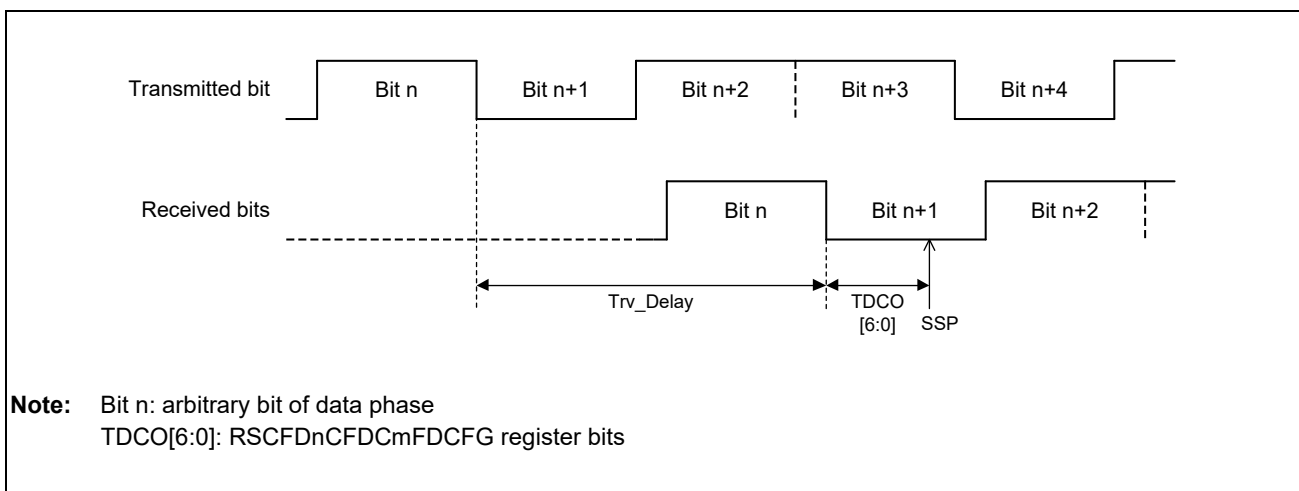 Transmitted bit Bit n Bit n+1 Bit n+2 Bit n+3 Bit n+4
Received bits Bit n Bit n+1 Bit n+2
Trv_Delay TDCO
[6:0] SSP
Note: Bit n: arbitrary bit of data phase
TDCO[6:0]: RSCFDnCFDCmFDCFG register bits